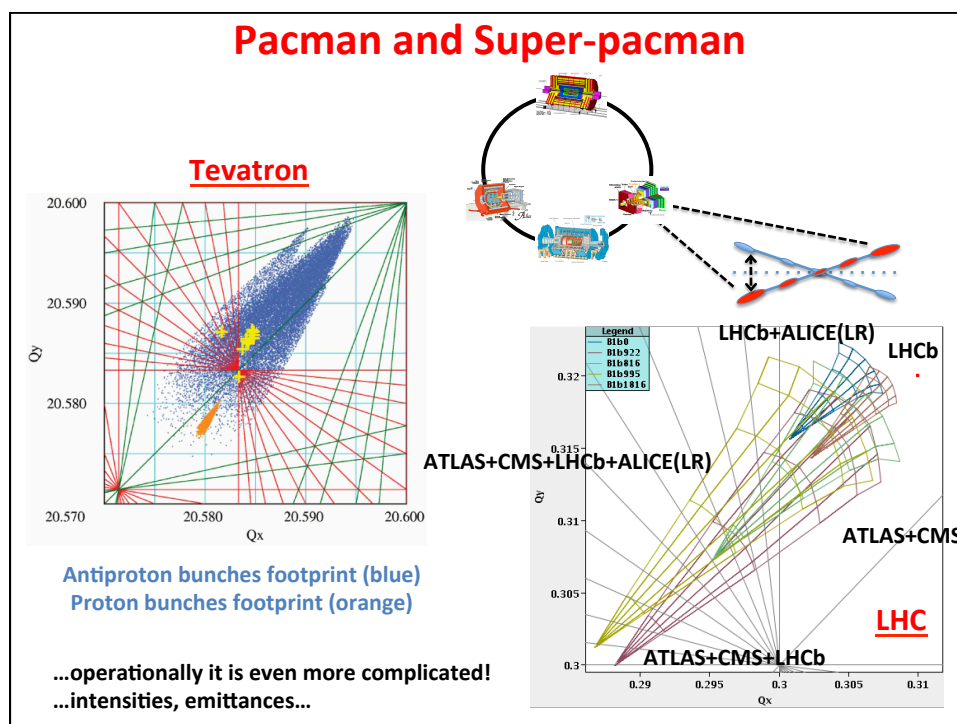 Pacman and Super-pacman
Tevatron
20.600
20.590
Qy
20.580
20.570
20.580
20.590
20.600
Qx
Antiproton bunches footprint (blue)
Proton bunches footprint (orange)
...operationally it is even more complicated!
...intensities, emittances...
Legend
B1b0
B1b922
B1b816
B1b995
B1b1816
LHCb+ALICE(LR)
LHCb
ATLAS+CMS+LHCb+ALICE(LR)
ATLAS+CMS
ATLAS+CMS+LHCb
LHC
0.32
0.315
Qy
0.31
0.305
0.3
0.29
0.295
0.3
0.305
0.31
Qx